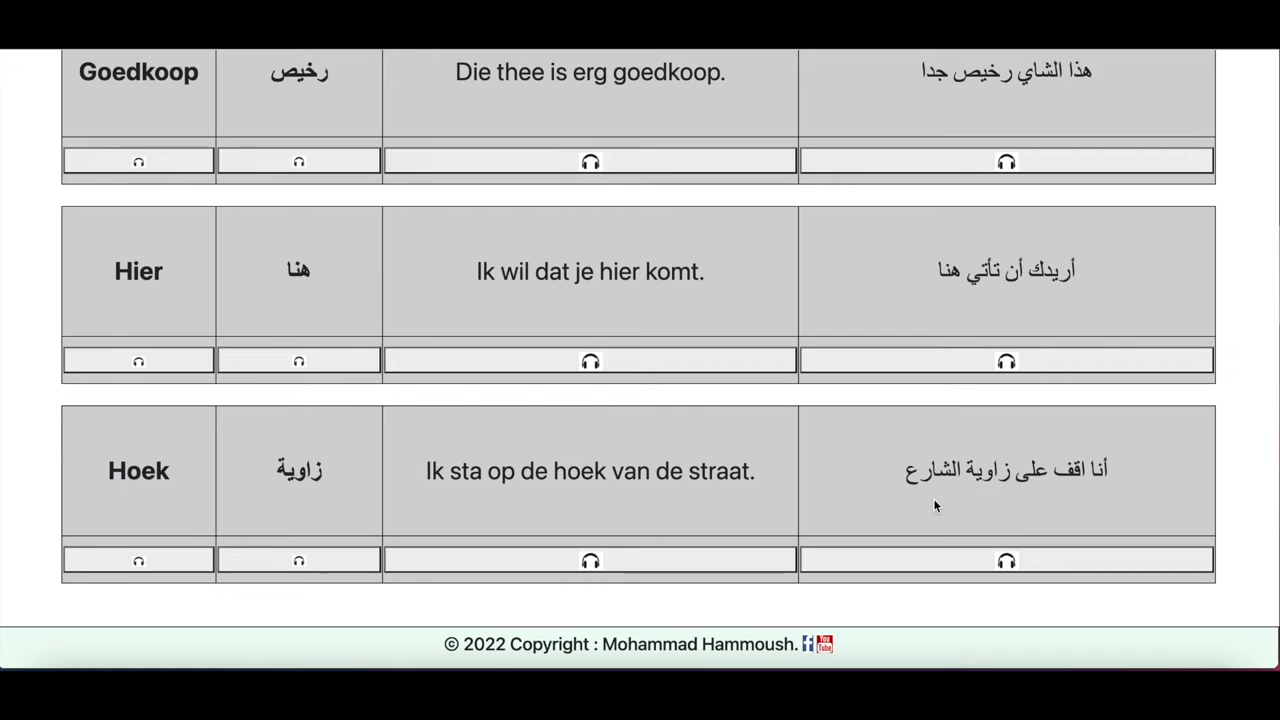 Goedkoop
رخيص
Die thee is erg goedkoop.
هذا الشاي رخيص جدا
Hier
هنا
Ik wil dat je hier komt.
أريدك أن تأتي هنا
Hoek
زاوية
Ik sta op de hoek van de straat.
أنا اقف على زاوية الشارع
© 2022 Copyright : Mohammad Hammoush. f You Tube